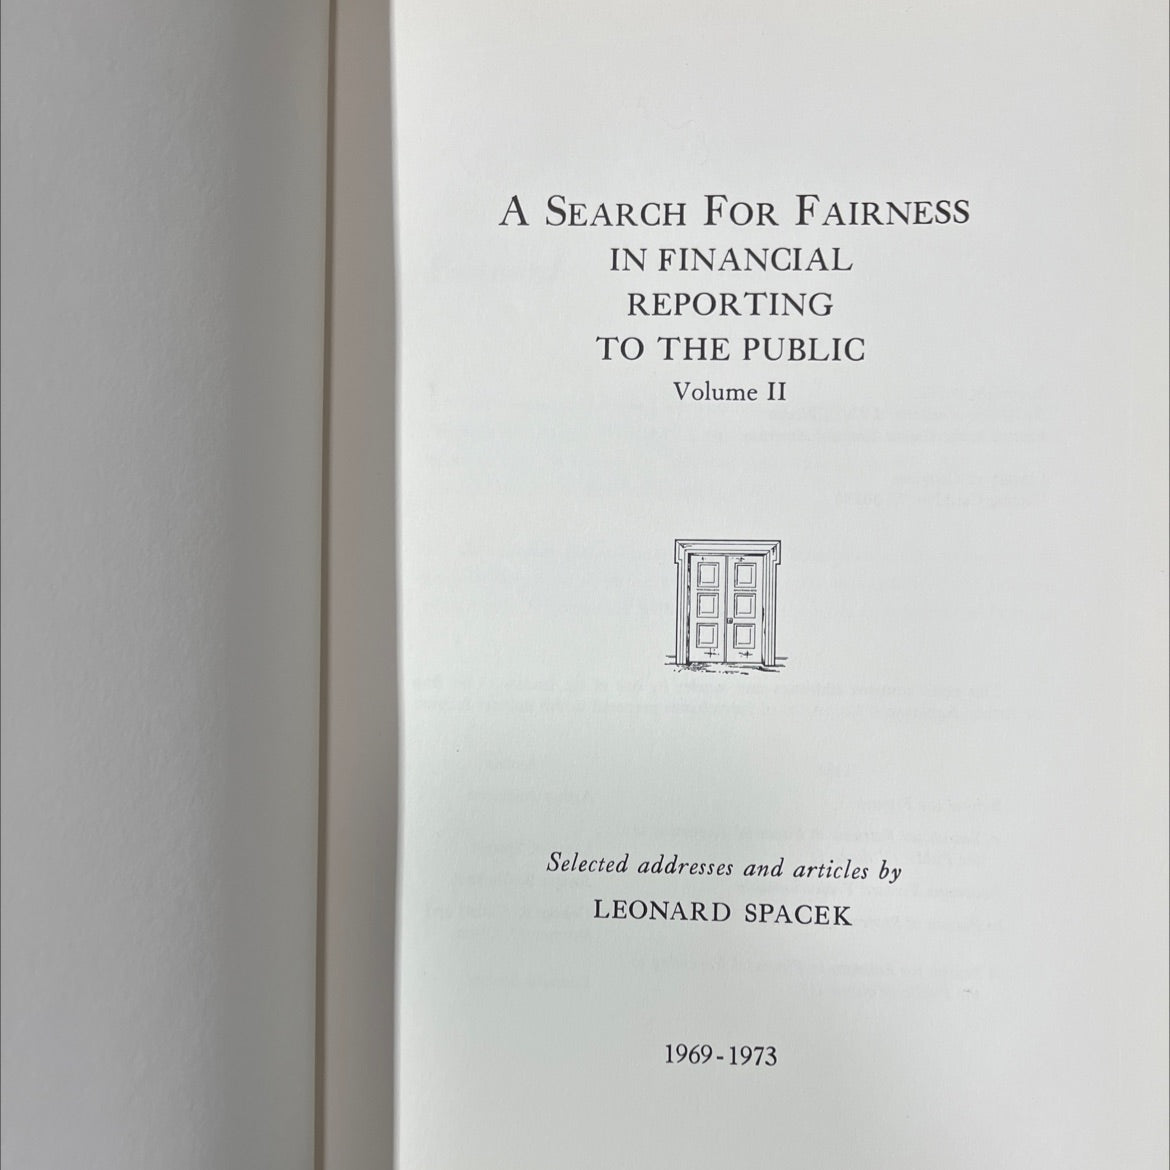 A SEARCH FOR FAIRNESS
IN FINANCIAL
REPORTING
TO THE PUBLIC
Volume II
Selected addresses and articles by
LEONARD SPACEK
1969-1973